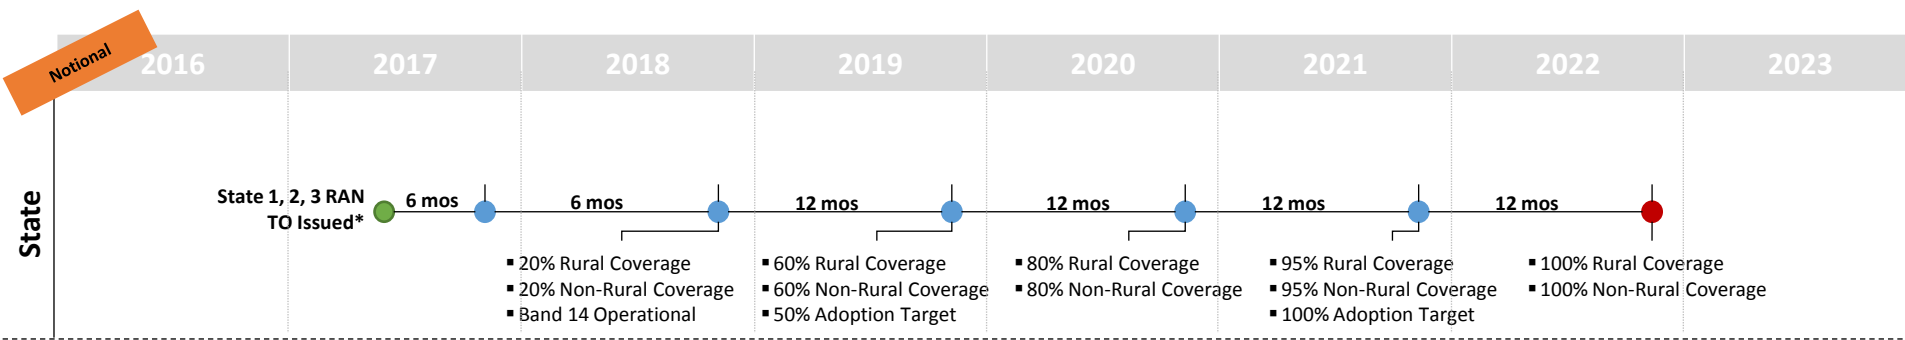 Notional
2016 2017 2018 2019 2020 2021 2022 2023
State
State 1, 2, 3 RAN
TO Issued*
6 mos 6 mos 12 mos 12 mos 12 mos 12 mos
▪ 20% Rural Coverage
▪ 20% Non-Rural Coverage
▪ Band 14 Operational
▪ 60% Rural Coverage
▪ 60% Non-Rural Coverage
▪ 50% Adoption Target
▪ 80% Rural Coverage
▪ 80% Non-Rural Coverage
▪ 95% Rural Coverage
▪ 95% Non-Rural Coverage
▪ 100% Adoption Target
▪ 100% Rural Coverage
▪ 100% Non-Rural Coverage